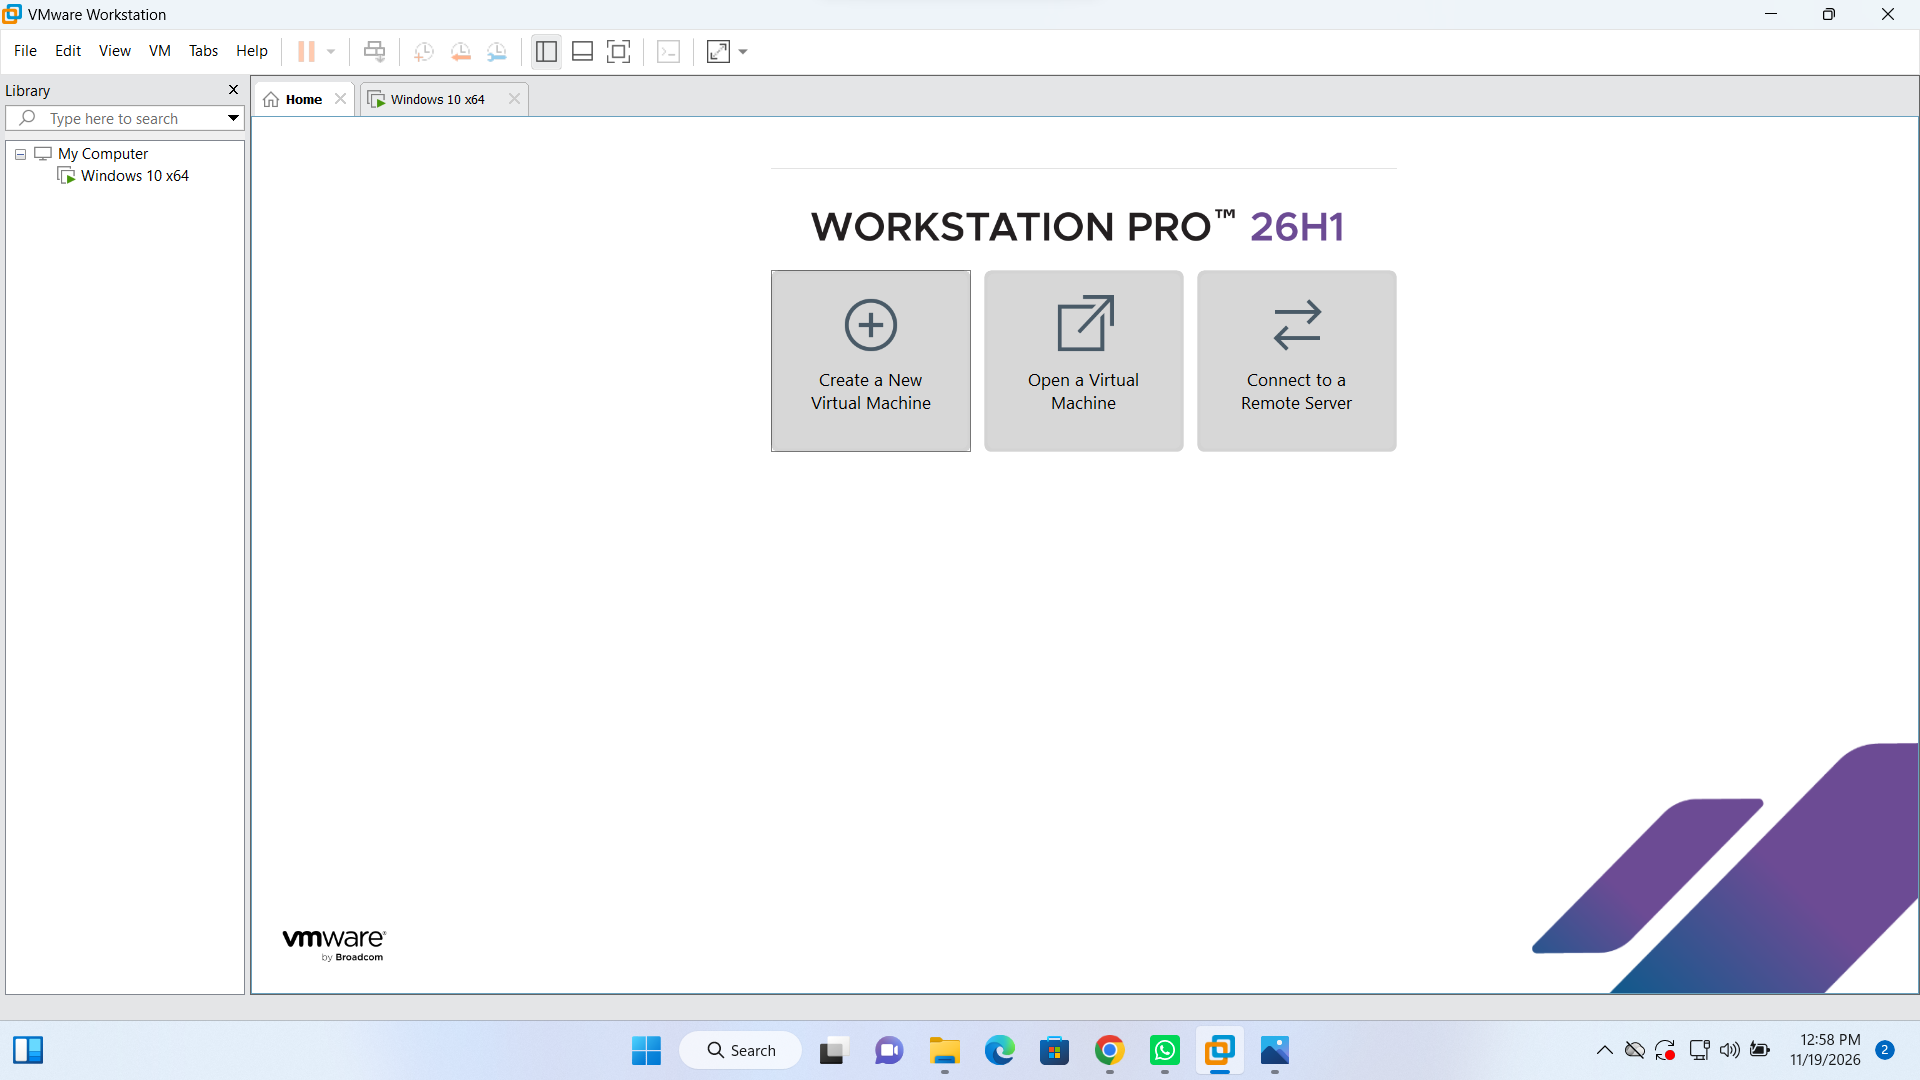 VMware Workstation
File Edit View VM Tabs Help
Library
Type here to search
My Computer
Windows 10 x64
Home
Windows 10 x64
WORKSTATION PRO™ 26H1
Create a New
Virtual Machine
Open a Virtual
Machine
Connect to a
Remote Server
vmware®
by Broadcom
Search
12:58 PM
11/19/2026
2